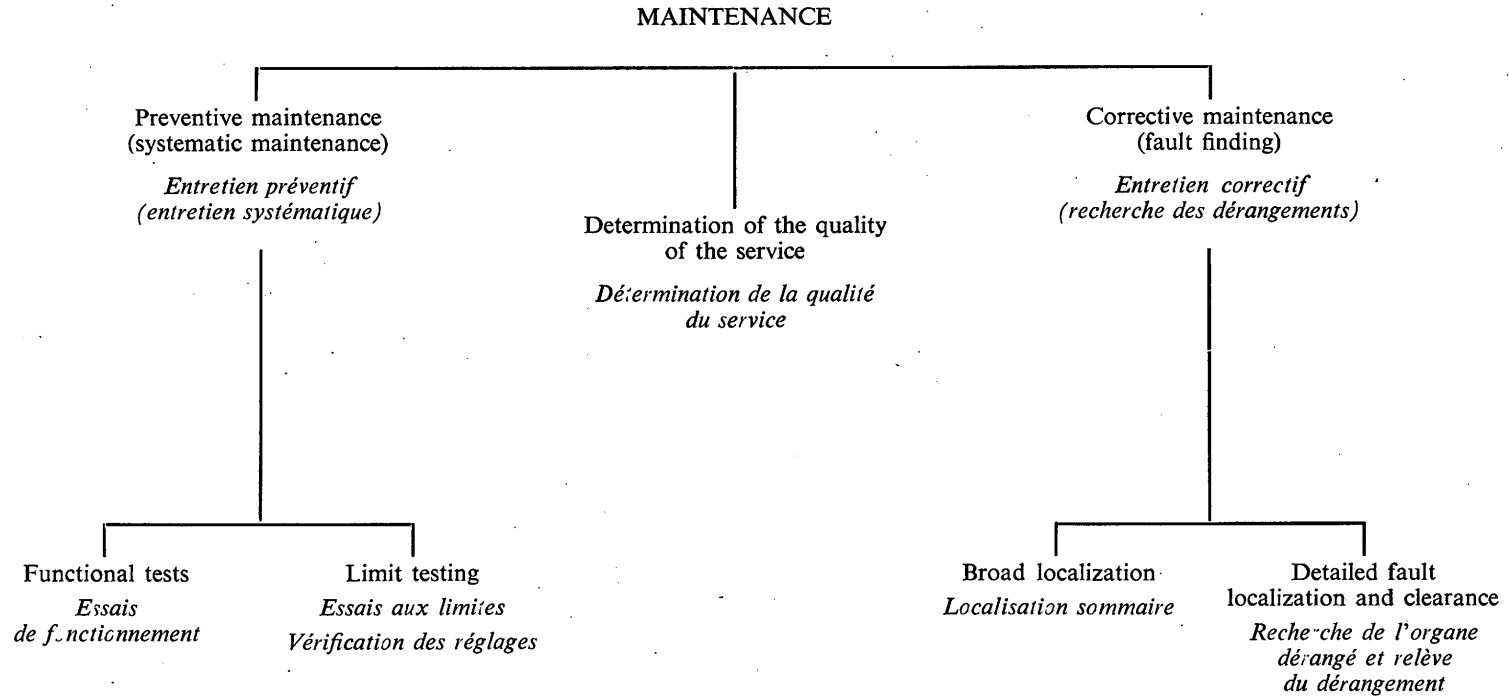 MAINTENANCE
Preventive maintenance
(systematic maintenance)
Entretien préventif
(entretien systématique)
Determination of the quality
of the service
Détermination de la qualité
du service
Corrective maintenance
(fault finding)
Entretien correctif
(recherche des dérangements)
Functional tests
Essais
de fonctionnement
Limit testing
Essais aux limites
Vérification des réglages
Broad localization
Localisation sommaire
Detailed fault
localization and clearance
Recherche de l'organe
dérangé et relève
du dérangement